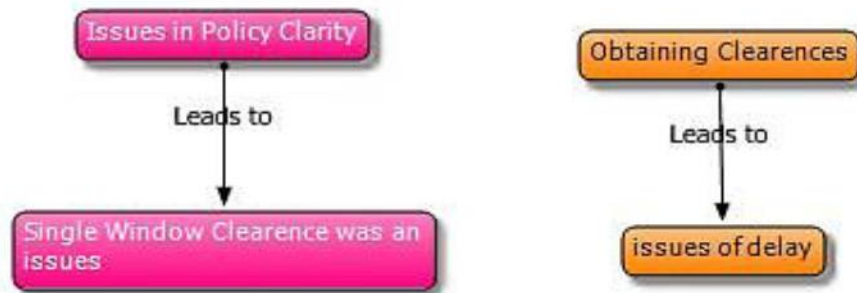 Issues in Policy Clarity
Leads to
Single Window Clearence was an
issues
Obtaining Clearences
Leads to
issues of delay